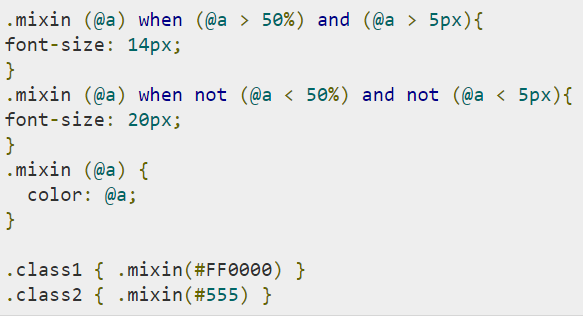 .mixin (@a) when (@a > 50%) and (@a > 5px){
font-size: 14px;
}
.mixin (@a) when not (@a < 50%) and not (@a < 5px){
font-size: 20px;
}
.mixin (@a) {
  color: @a;
}

.class1 { .mixin(#FF0000) }
.class2 { .mixin(#555) }